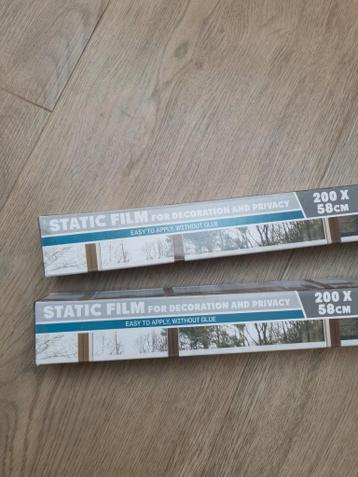 STATIC FILM FOR DECORATION AND PRIVACY
EASY TO APPLY, WITHOUT GLUE
200 X
58CM
STATIC FILM FOR DECORATION AND PRIVACY
EASY TO APPLY, WITHOUT GLUE
200 X
58CM